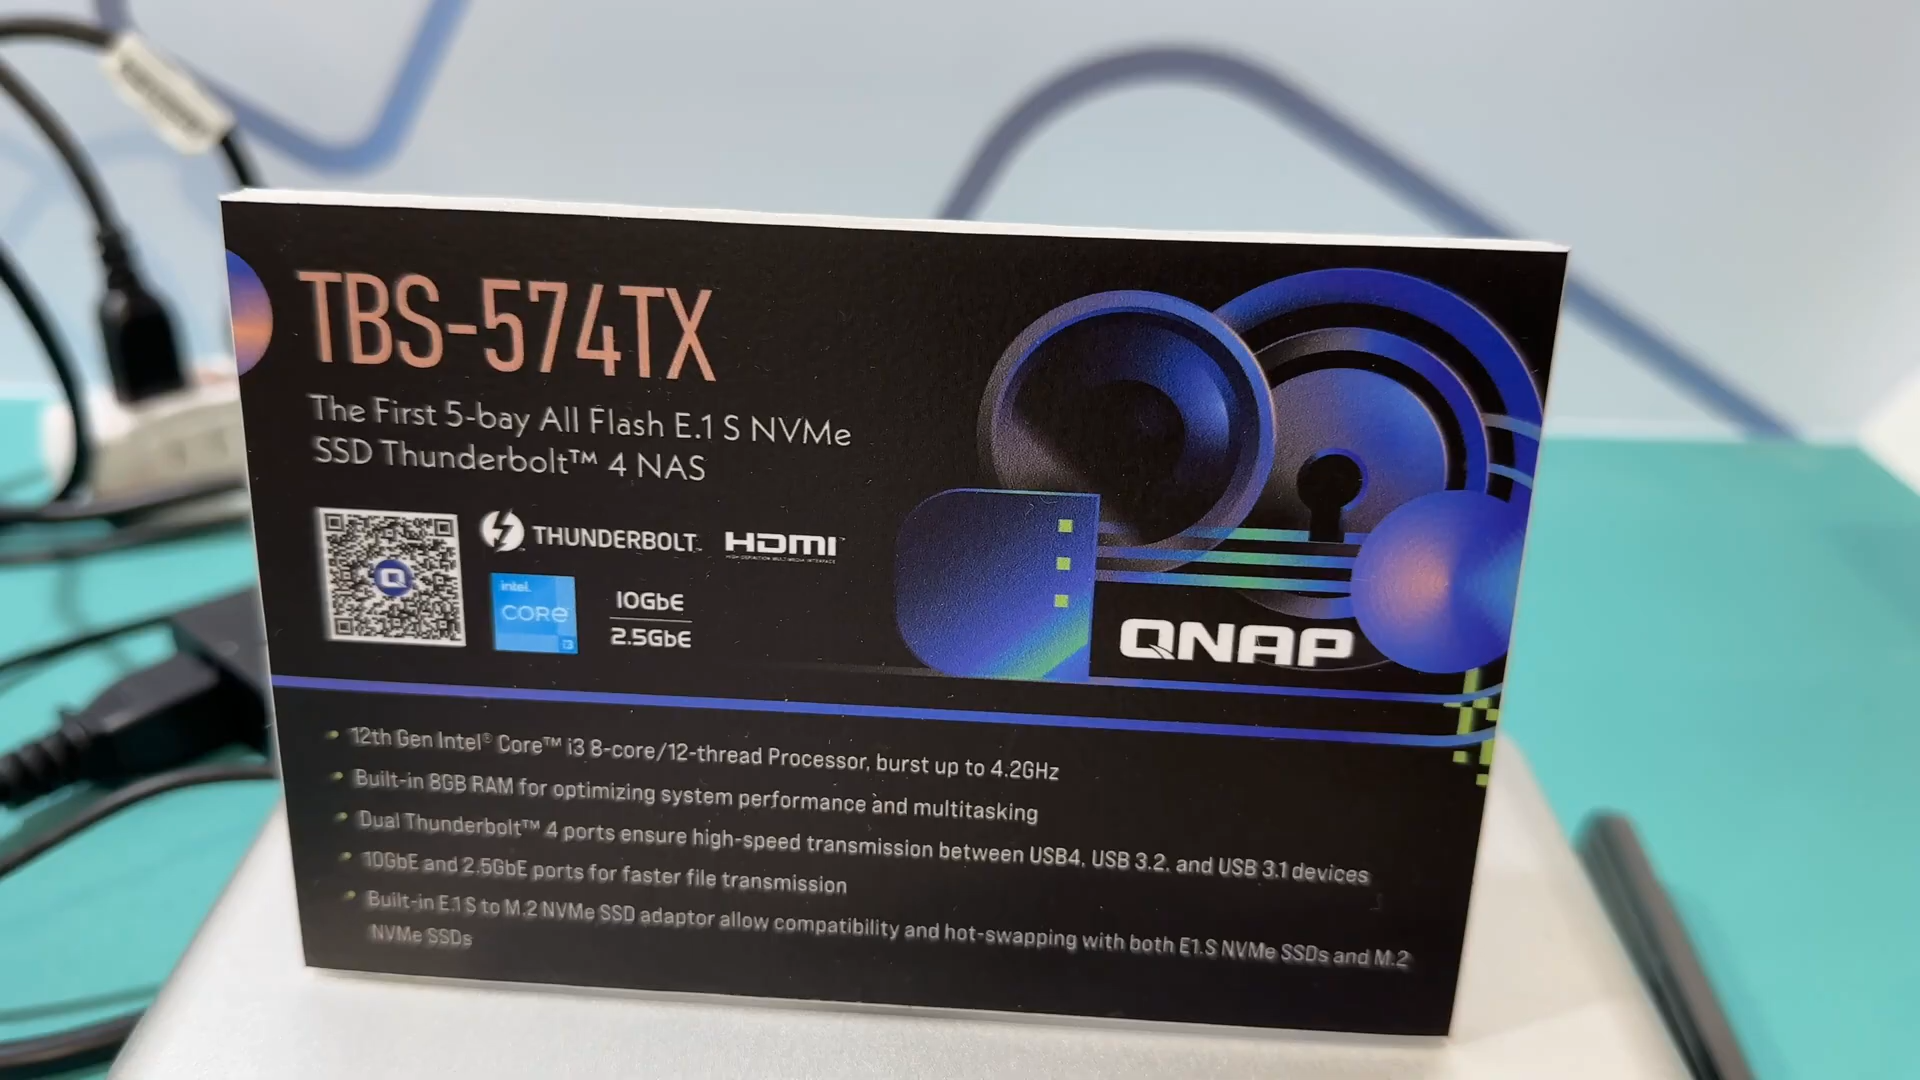 TBS-574TX
The First 5-bay All Flash E.1 S NVMe
SSD Thunderbolt™ 4 NAS
THUNDERBOLT™
HDMI™
HIGH-DEFINITION MULTIMEDIA INTERFACE
intel.
CORE
i3
10GbE
2.5GbE
Q
QNAP
• 12th Gen Intel® Core™ i3 8-core/12-thread Processor, burst up to 4.2GHz
• Built-in 8GB RAM for optimizing system performance and multitasking
• Dual Thunderbolt™ 4 ports ensure high-speed transmission between USB4, USB 3.2, and USB 3.1 devices
• 10GbE and 2.5GbE ports for faster file transmission
• Built-in E.1 S to M.2 NVMe SSD adaptor allow compatibility and hot-swapping with both E1.S NVMe SSDs and M.2
NVMe SSDs